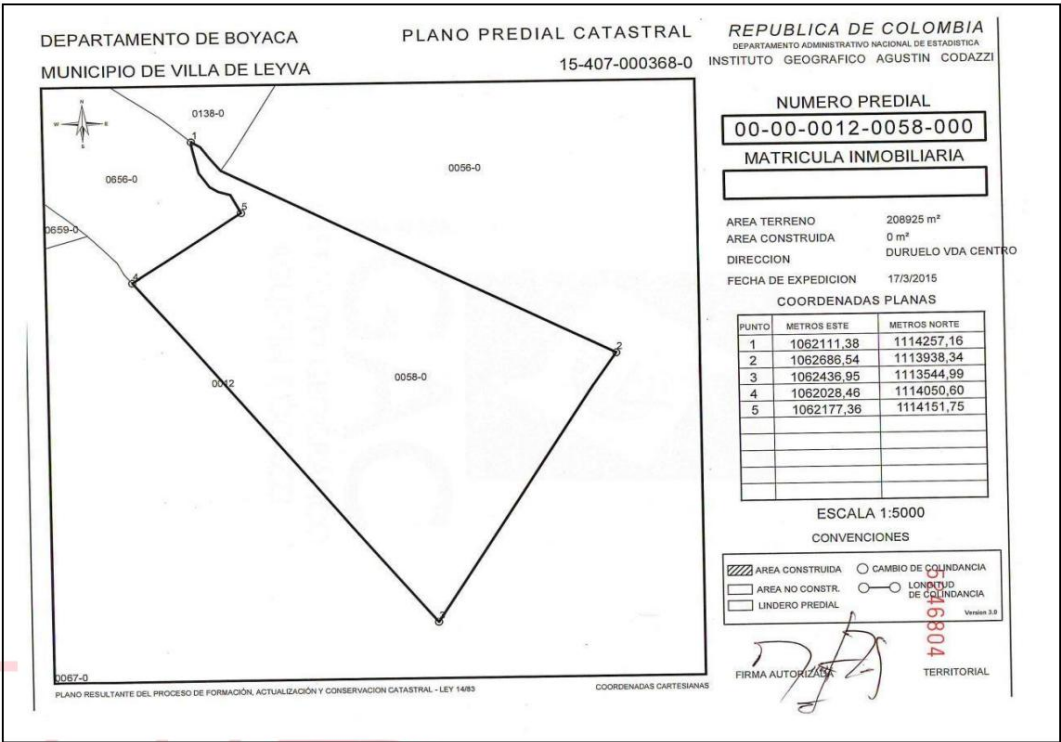 DEPARTAMENTO DE BOYACA
MUNICIPIO DE VILLA DE LEYVA
PLANO PREDIAL CATASTRAL
15-407-000368-0
REPUBLICA DE COLOMBIA
DEPARTAMENTO ADMINISTRATIVO NACIONAL DE ESTADISTICA
INSTITUTO GEOGRAFICO AGUSTIN CODAZZI
N
W E
S
0138-0
1
0656-0
0056-0
5
0659-0
4
2
0012
0058-0
3
0067-0
PLANO RESULTANTE DEL PROCESO DE FORMACIÓN, ACTUALIZACIÓN Y CONSERVACION CATASTRAL - LEY 14/83
COORDENADAS CARTESIANAS
NUMERO PREDIAL
00-00-0012-0058-000
MATRICULA INMOBILIARIA
AREA TERRENO 208925 m²
AREA CONSTRUIDA 0 m²
DIRECCION DURUELO VDA CENTRO
FECHA DE EXPEDICION 17/3/2015
COORDENADAS PLANAS
PUNTO METROS ESTE METROS NORTE
1 1062111,38 1114257,16
2 1062686,54 1113938,34
3 1062436,95 1113544,99
4 1062028,46 1114050,60
5 1062177,36 1114151,75
ESCALA 1:5000
CONVENCIONES
AREA CONSTRUIDA CAMBIO DE COLINDANCIA
AREA NO CONSTR. LONGITUD DE COLINDANCIA
LINDERO PREDIAL
Version 3.0
5246804
FIRMA AUTORIZADA TERRITORIAL